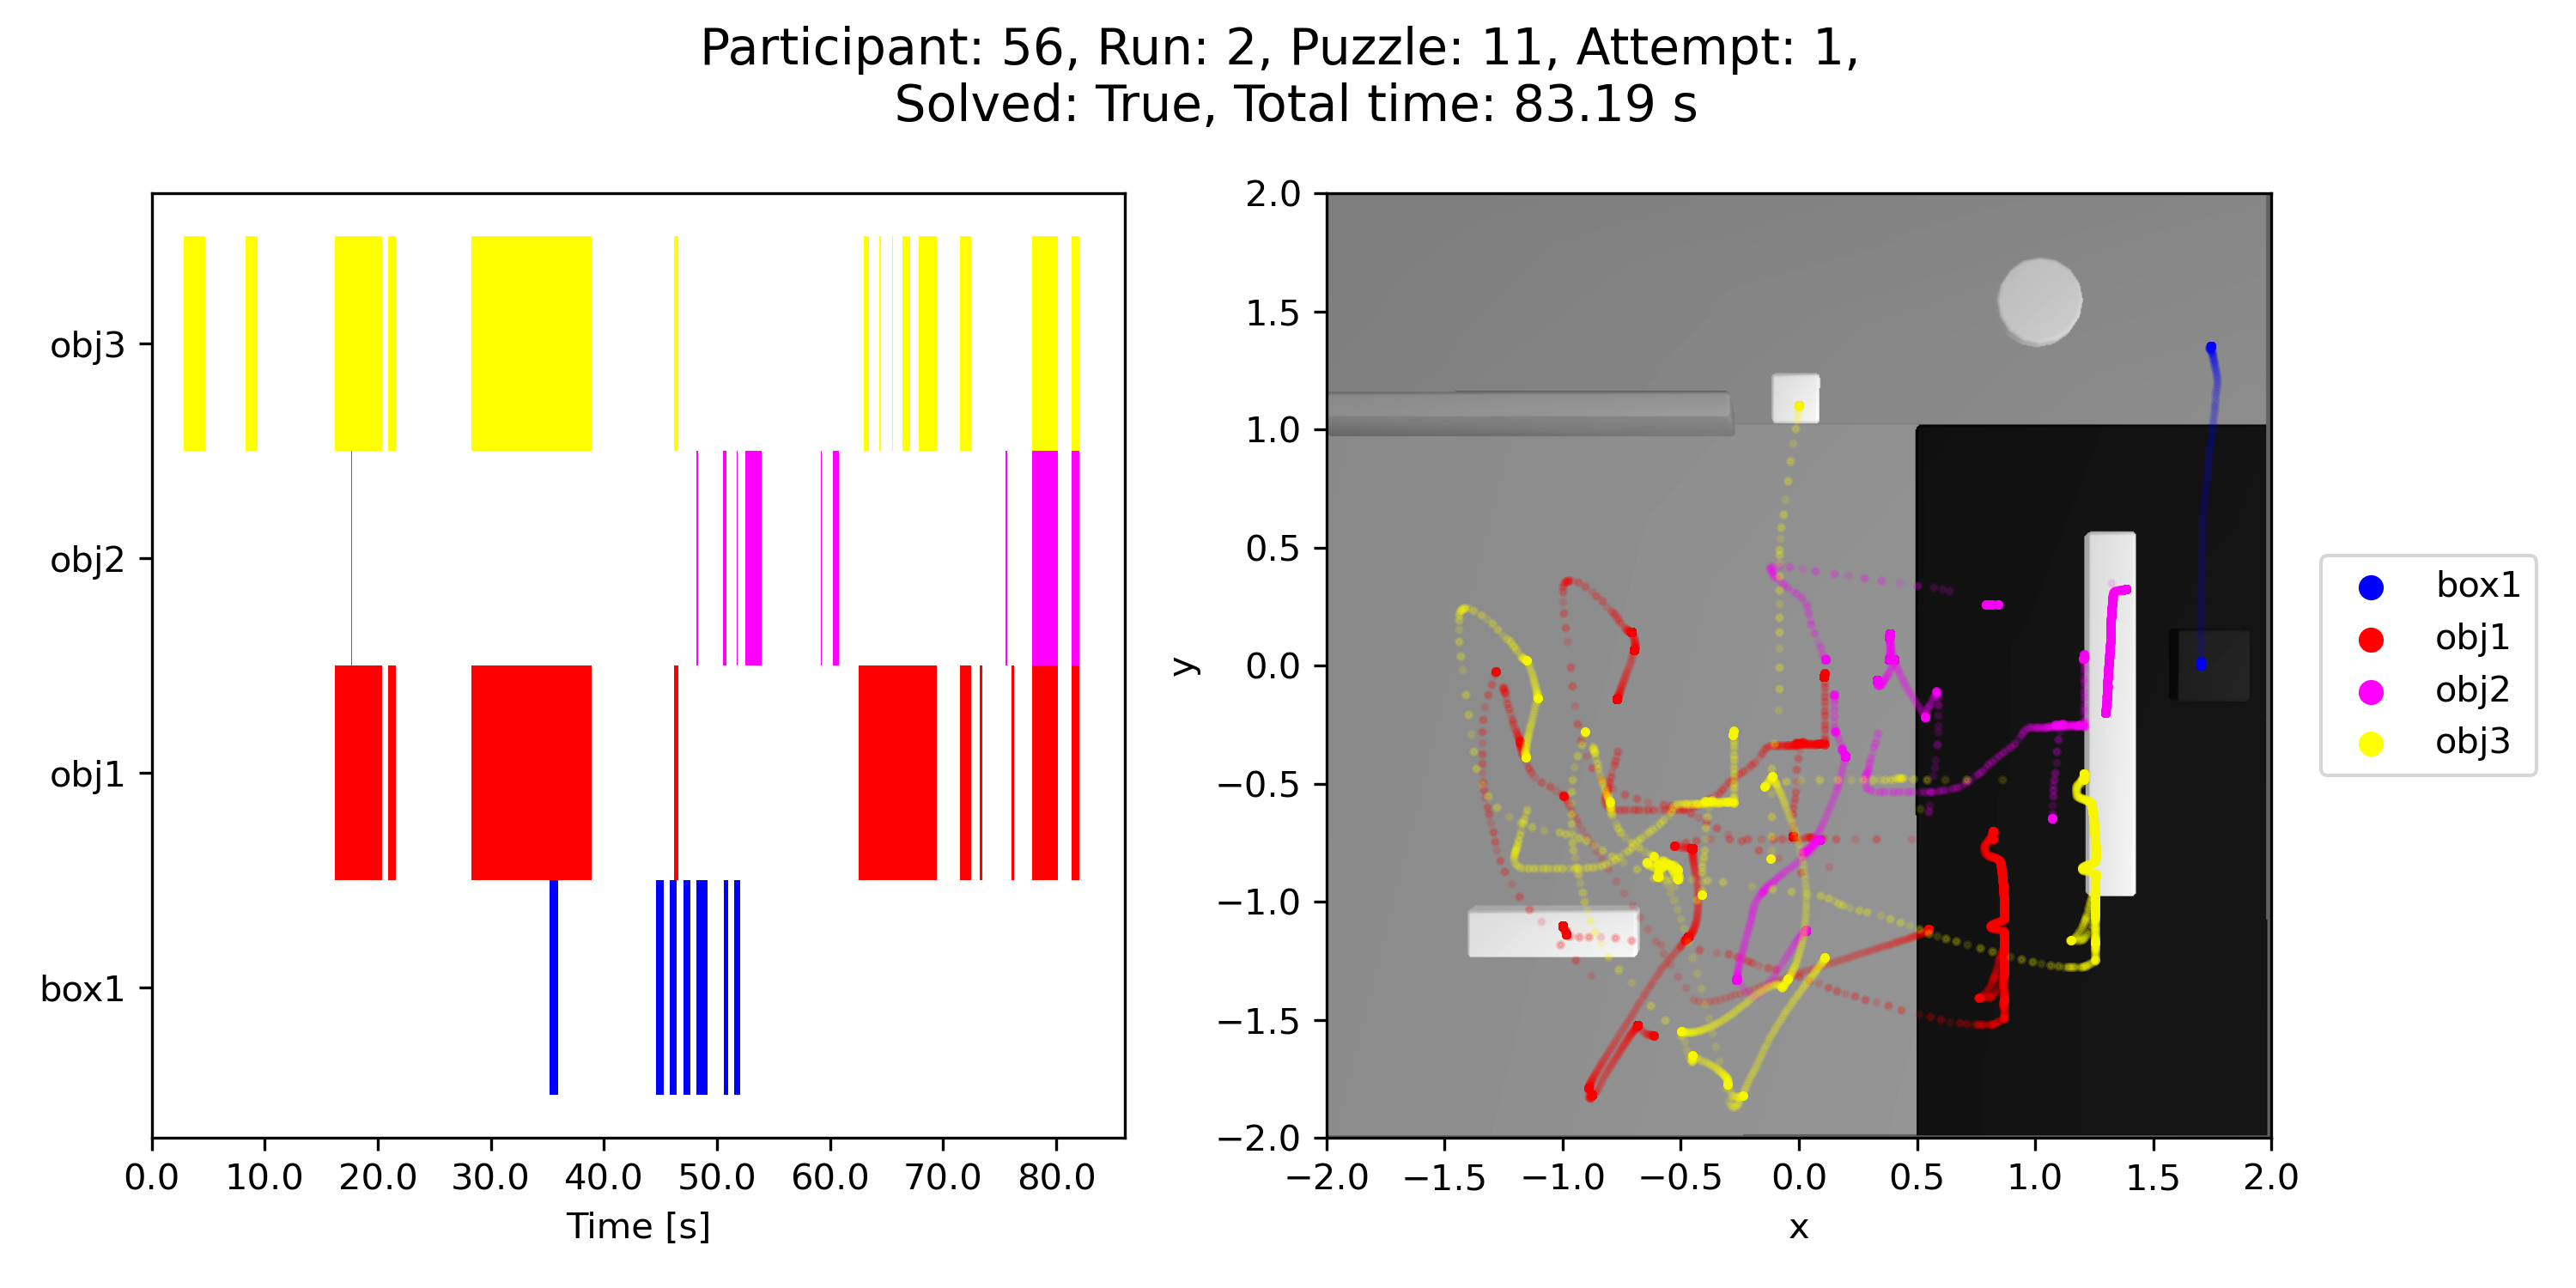 Participant: 56, Run: 2, Puzzle: 11, Attempt: 1,
Solved: True, Total time: 83.19 s
obj3
obj2
obj1
box1
0.0 10.0 20.0 30.0 40.0 50.0 60.0 70.0 80.0
Time [s]
2.0
1.5
1.0
0.5
0.0
−0.5
−1.0
−1.5
−2.0
y
−2.0 −1.5 −1.0 −0.5 0.0 0.5 1.0 1.5 2.0
x
box1
obj1
obj2
obj3